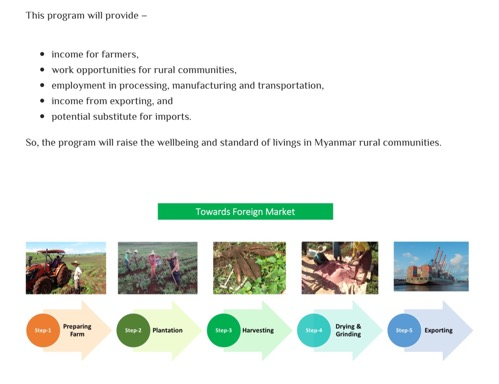 This program will provide –
• income for farmers,
• work opportunities for rural communities,
• employment in processing, manufacturing and transportation,
• income from exporting, and
• potential substitute for imports.
So, the program will raise the wellbeing and standard of livings in Myanmar rural communities.
Towards Foreign Market
Step-1 Preparing
Farm
Step-2 Plantation
Step-3 Harvesting
Step-4 Drying &
Grinding
Step-5 Exporting